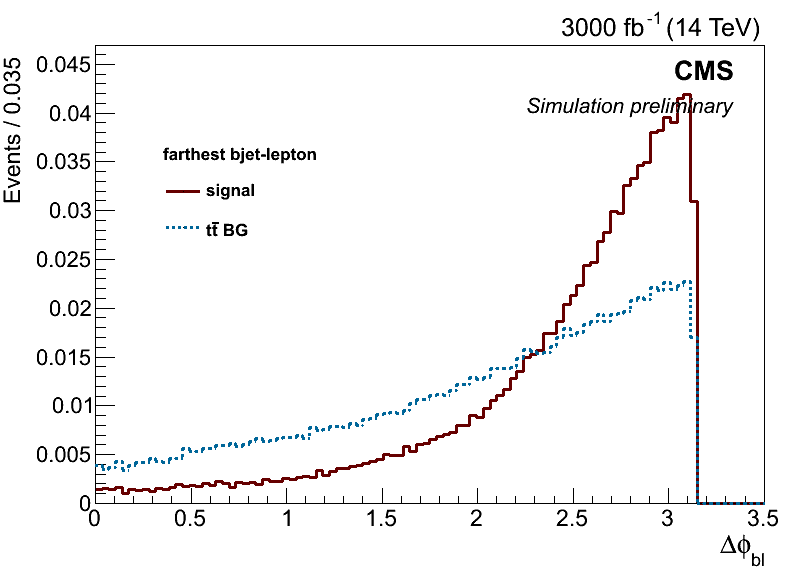 3000 fb⁻¹ (14 TeV)
CMS
Simulation preliminary
Events / 0.035
0.045
0.04
0.035
0.03
0.025
0.02
0.015
0.01
0.005
0
farthest bjet-lepton
signal
tt̄ BG
0 0.5 1 1.5 2 2.5 3 3.5
Δϕ_bl